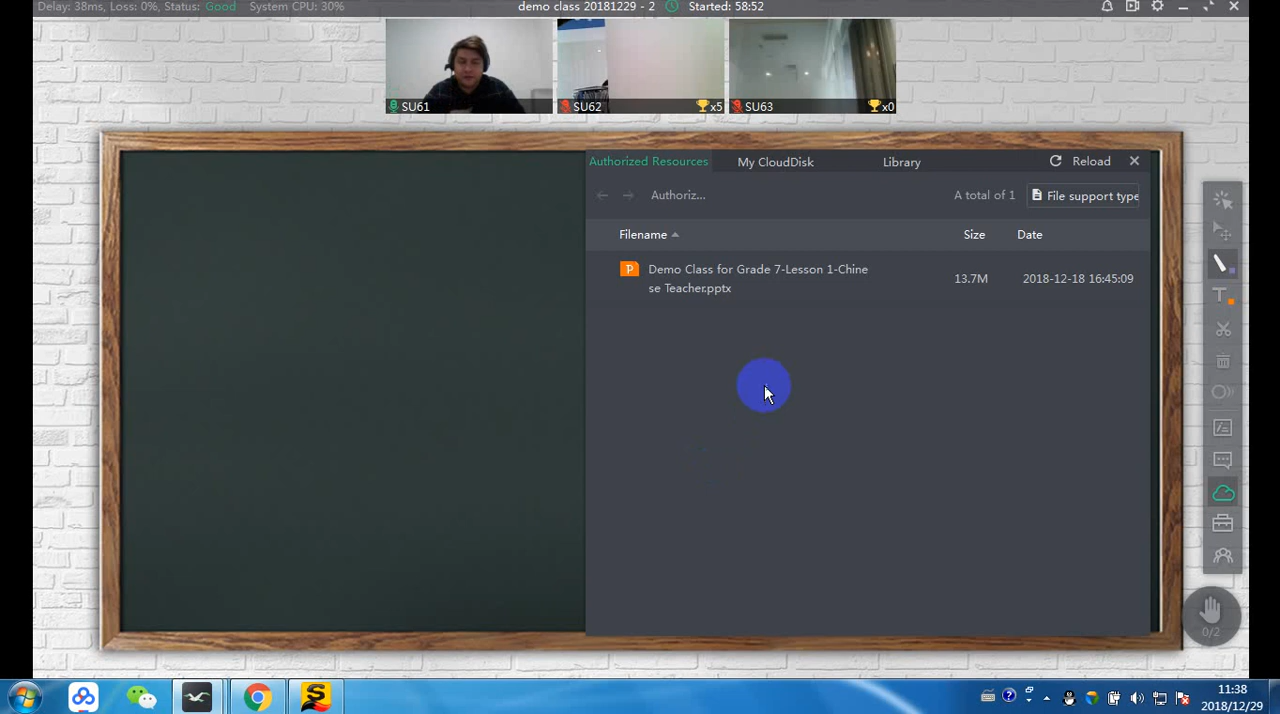 Delay: 38ms, Loss: 0%, Status: Good System CPU: 30% demo class 20181229 - 2 Started: 58:52
SU61 SU62 x5 SU63 x0
Authorized Resources My CloudDisk Library Reload
Authoriz... A total of 1 File support type
Filename Size Date
Demo Class for Grade 7-Lesson 1-Chine
se Teacher.pptx
13.7M 2018-12-18 16:45:09
0/2
11:38
2018/12/29